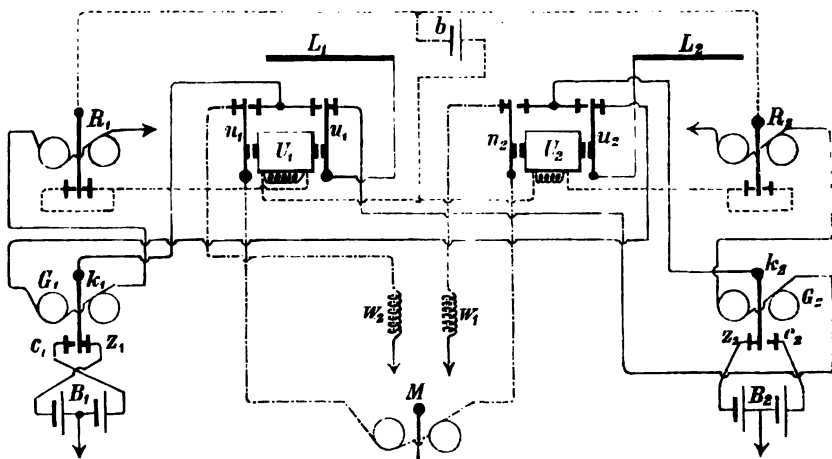 b
L₁ L₂
R₁ u₁ U₁ u₁ n₂ U₂ u₂ R₂
G₁ k₁ W₂ W₁ k₂ G₂
c₁ z₁ z₂ c₂
B₁ M B₂